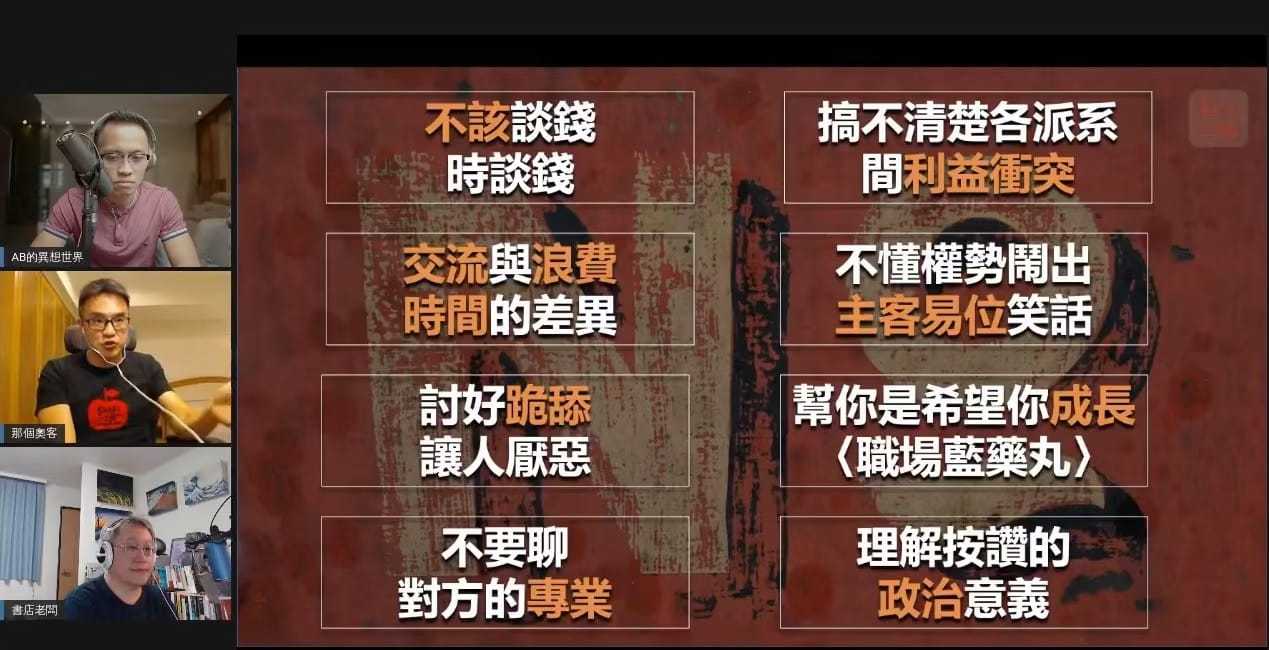 AB的異想世界
那個奧客
書店老闆
不該談錢
時談錢
搞不清楚各派系
間利益衝突
交流與浪費
時間的差異
不懂權勢鬧出
主客易位笑話
討好跪舔
讓人厭惡
幫你是希望你成長
〈職場藍藥丸〉
不要聊
對方的專業
理解按讚的
政治意義